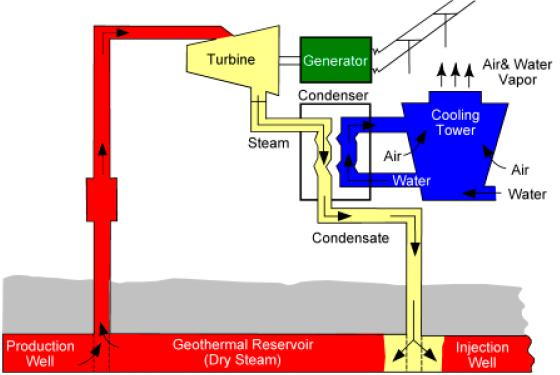 Turbine
Generator
Air& Water
Vapor
Condenser
Cooling
Tower
Steam
Air
Air
Water
Water
Condensate
Production
Well
Geothermal Reservoir
(Dry Steam)
Injection
Well